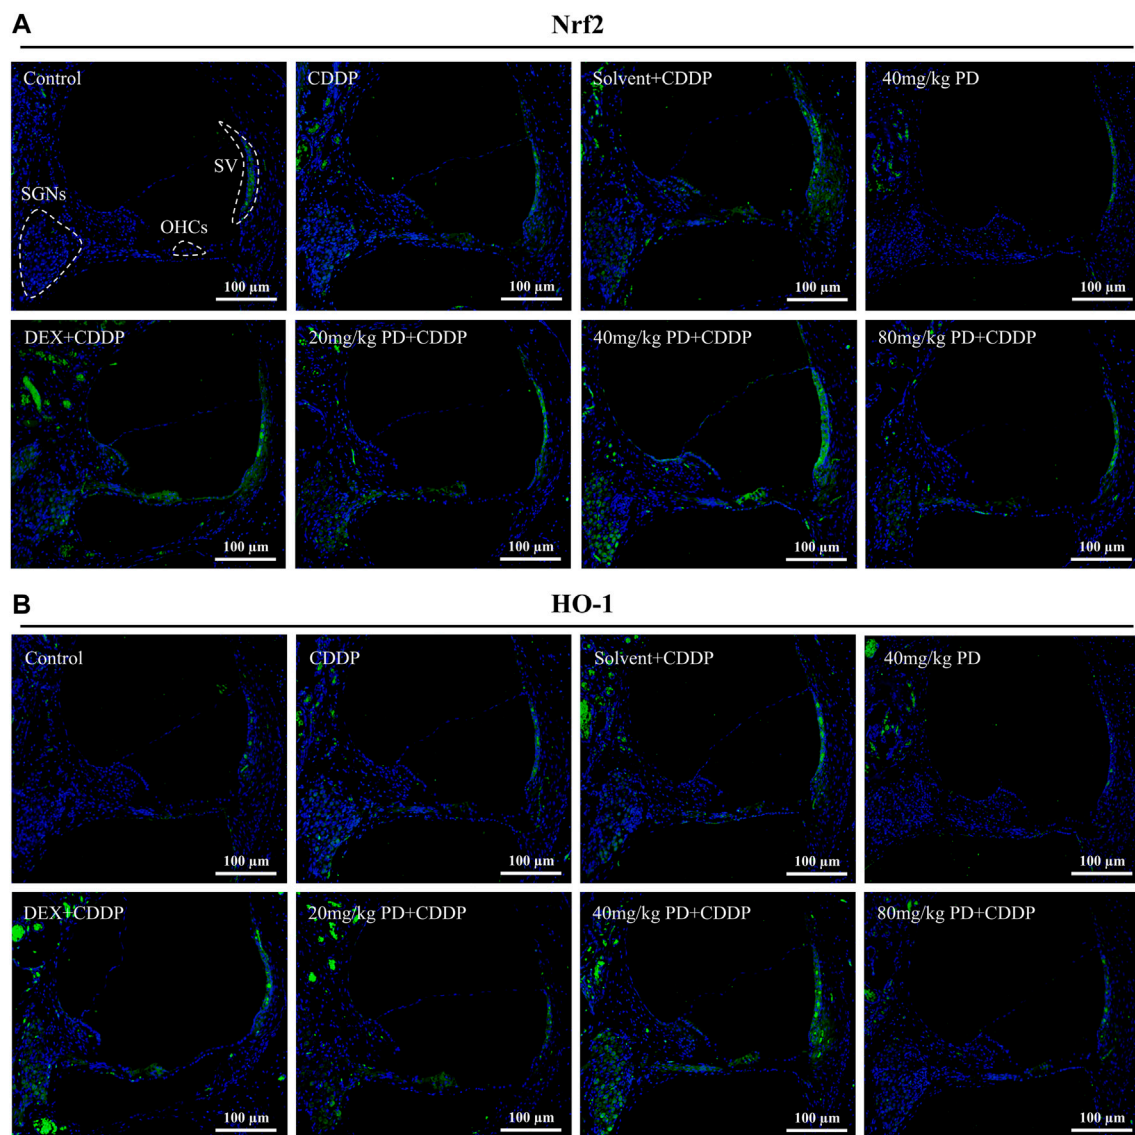 A
Nrf2
Control
SV
SGNs
OHCs
100 µm
CDDP
100 µm
Solvent+CDDP
100 µm
40mg/kg PD
100 µm
DEX+CDDP
100 µm
20mg/kg PD+CDDP
100 µm
40mg/kg PD+CDDP
100 µm
80mg/kg PD+CDDP
100 µm
B
HO-1
Control
100 µm
CDDP
100 µm
Solvent+CDDP
100 µm
40mg/kg PD
100 µm
DEX+CDDP
100 µm
20mg/kg PD+CDDP
100 µm
40mg/kg PD+CDDP
100 µm
80mg/kg PD+CDDP
100 µm